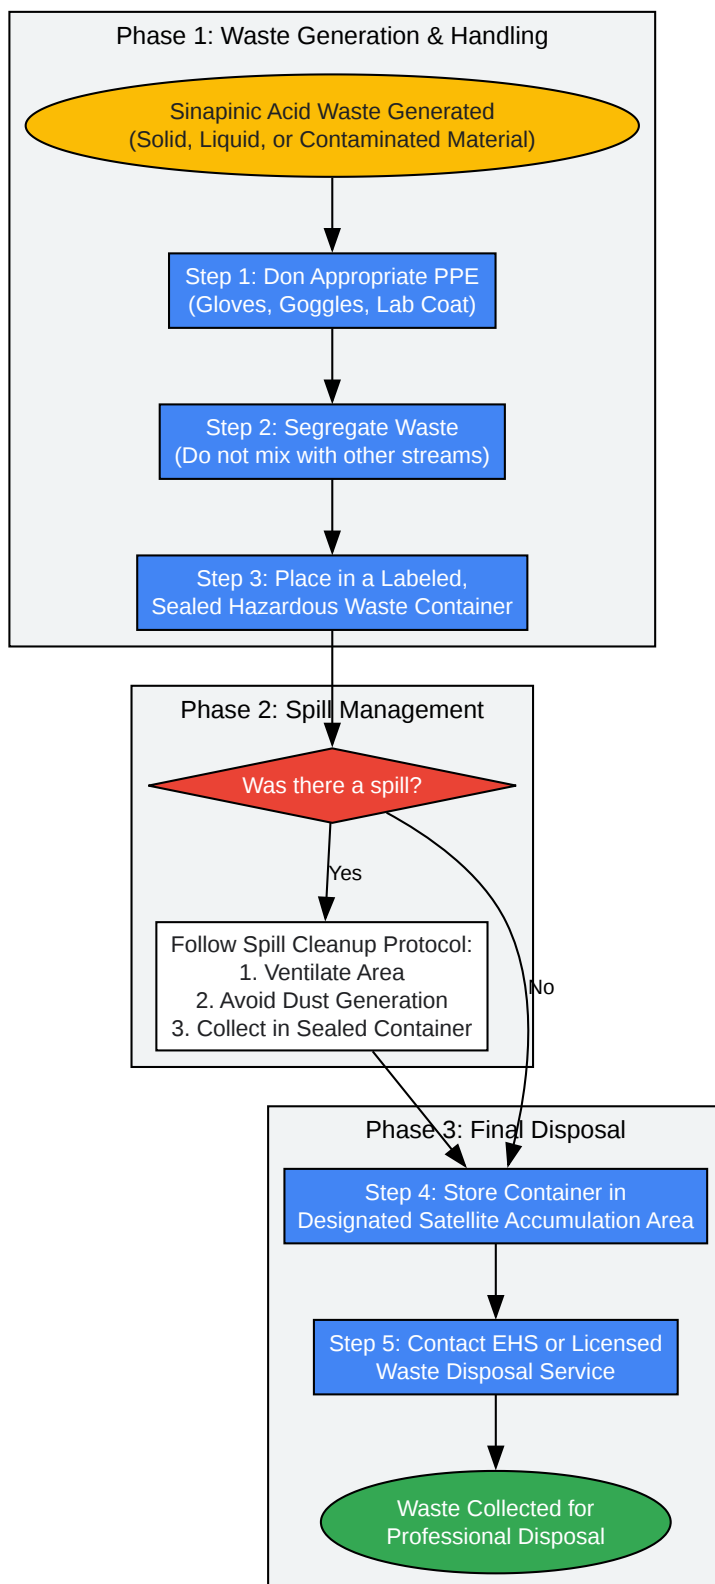 Phase 1: Waste Generation & Handling
Sinapinic Acid Waste Generated
(Solid, Liquid, or Contaminated Material)
Step 1: Don Appropriate PPE
(Gloves, Goggles, Lab Coat)
Step 2: Segregate Waste
(Do not mix with other streams)
Step 3: Place in a Labeled,
Sealed Hazardous Waste Container
Phase 2: Spill Management
Was there a spill?
Yes
Follow Spill Cleanup Protocol:
1. Ventilate Area
2. Avoid Dust Generation
3. Collect in Sealed Container
No
Phase 3: Final Disposal
Step 4: Store Container in
Designated Satellite Accumulation Area
Step 5: Contact EHS or Licensed
Waste Disposal Service
Waste Collected for
Professional Disposal